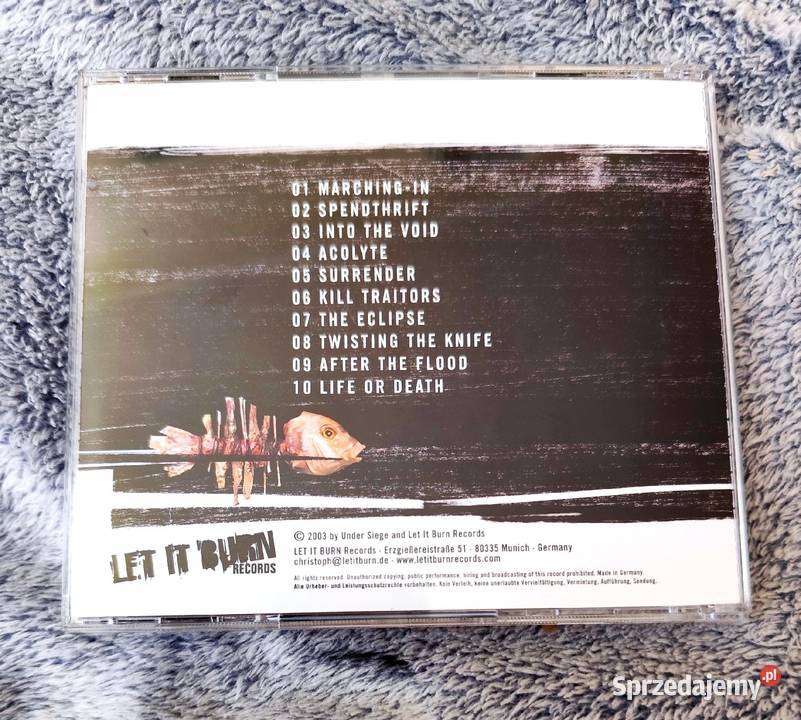 01 MARCHING-IN
02 SPENDTHRIFT
03 INTO THE VOID
04 ACOLYTE
05 SURRENDER
06 KILL TRAITORS
07 THE ECLIPSE
08 TWISTING THE KNIFE
09 AFTER THE FLOOD
10 LIFE OR DEATH
LET IT BURN
RECORDS
© 2003 by Under Siege and Let It Burn Records
LET IT BURN Records · Erzgießereistraße 51 · 80335 Munich · Germany
christoph@letitburn.de · www.letitburnrecords.com
All rights reserved. Unauthorized copying, public performance, hiring and broadcasting of this record prohibited. Made in Germany.
Alle Urheber- und Leistungsschutzrechte vorbehalten. Kein Verleih, keine unerlaubte Vervielfältigung, Vermietung, Aufführung, Sendung.
Sprzedajemy.pl